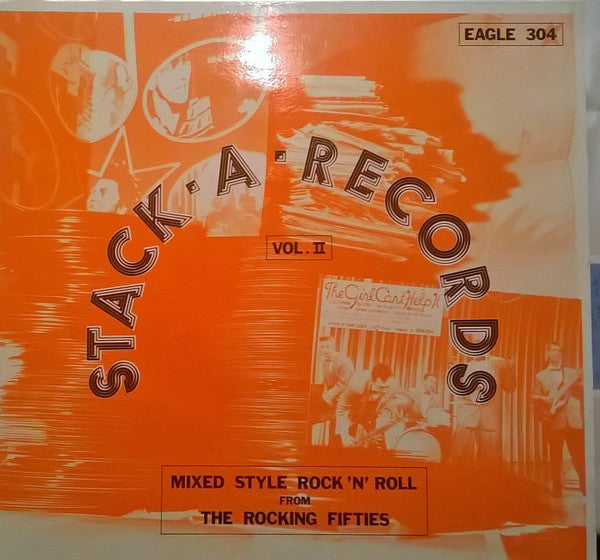 EAGLE 304
STACK·A·RECORDS
VOL. II
The Girl Can't Help It
MIXED STYLE ROCK 'N' ROLL
FROM
THE ROCKING FIFTIES